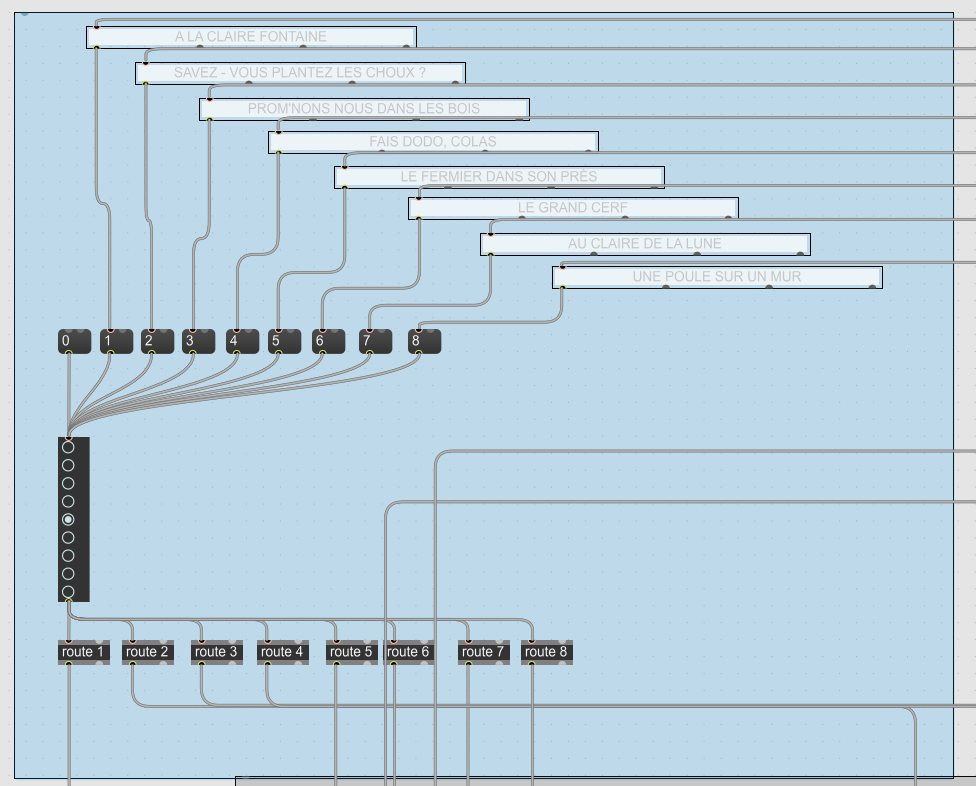 A LA CLAIRE FONTAINE
SAVEZ - VOUS PLANTEZ LES CHOUX ?
PROM'NONS NOUS DANS LES BOIS
FAIS DODO, COLAS
LE FERMIER DANS SON PRÈS
LE GRAND CERF
AU CLAIRE DE LA LUNE
UNE POULE SUR UN MUR
0 1 2 3 4 5 6 7 8
route 1 route 2 route 3 route 4 route 5 route 6 route 7 route 8